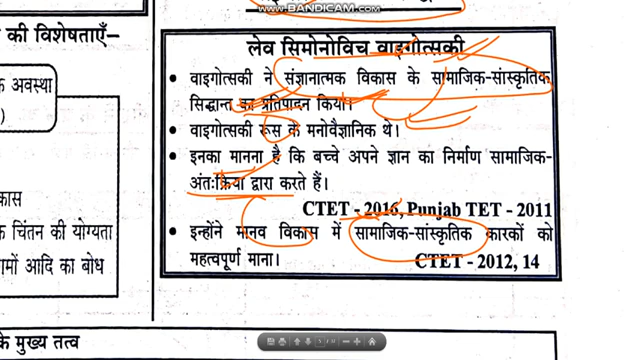 www.BANDICAM.com
की विशेषताएँ–
लेव सिमोनोविच वाइगोत्सकी
क अवस्था
• वाइगोत्सकी ने संज्ञानात्मक विकास के सामाजिक-सांस्कृतिक
सिद्धान्त का प्रतिपादन किया।
• वाइगोत्सकी रूस के मनोवैज्ञानिक थे।
• इनका मानना है कि बच्चे अपने ज्ञान का निर्माण सामाजिक-
अंतःक्रिया द्वारा करते हैं।
कास
CTET - 2016, Punjab TET - 2011
क चिंतन की योग्यता
• इन्होंने मानव विकास में सामाजिक-सांस्कृतिक कारकों को
महत्वपूर्ण माना।
CTET - 2012, 14
गामों आदि का बोध
के मुख्य तत्व